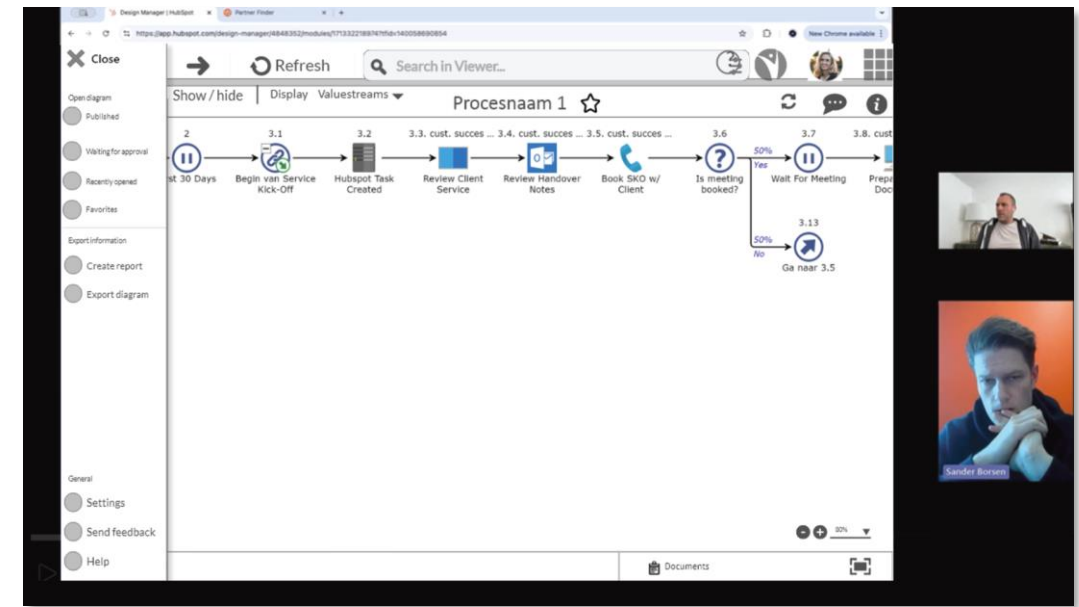 Design Manager | HubSpot
Partner Finder
https://app.hubspot.com/design-manager/4848352/modules/171332218974?tfid=140058690854
New Chrome available
Close
Refresh
Search in Viewer...
Open diagram
Published
Waiting for approval
Recently opened
Favorites
Export information
Create report
Export diagram
General
Settings
Send feedback
Help
Show / hide
Display
Valuestreams
Procesnaam 1
2
st 30 Days
3.1
Begin van Service
Kick-Off
3.2
Hubspot Task
Created
3.3. cust. succes ...
Review Client
Service
3.4. cust. succes ...
Review Handover
Notes
3.5. cust. succes ...
Book SKO w/
Client
3.6
Is meeting
booked?
50%
Yes
3.7
Wait For Meeting
3.8. cust
Prepa
Doc
50%
No
3.13
Ga naar 3.5
80%
Documents
Sander Borsen